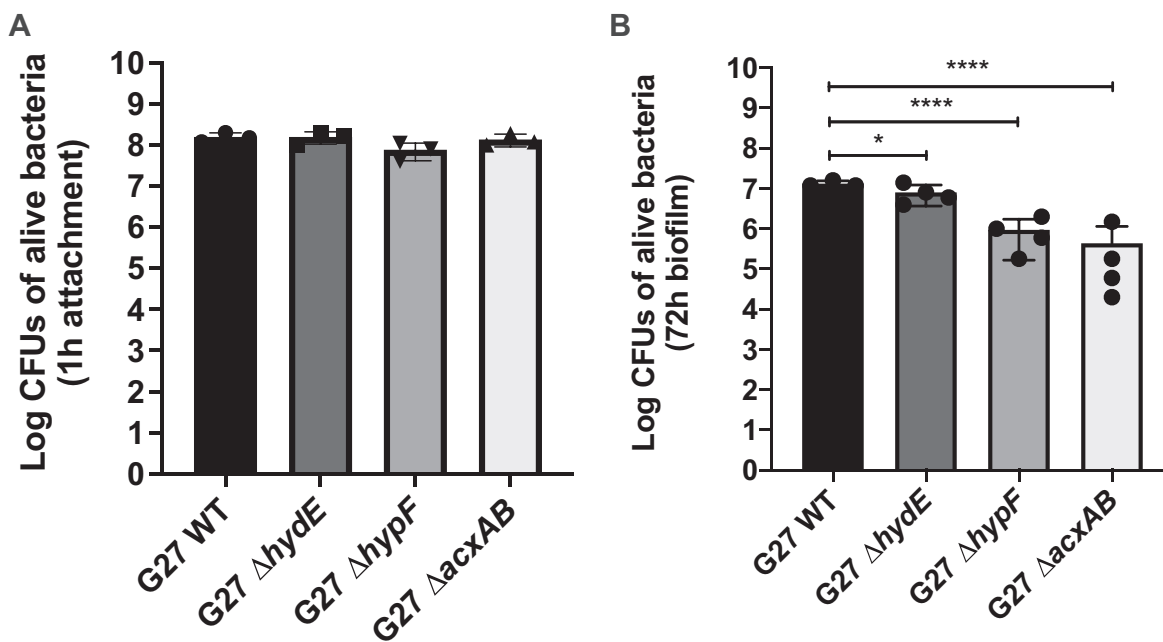 A
Log CFUs of alive bacteria
(1h attachment)
10
9
8
7
6
5
4
3
2
1
0
G27 WT
G27 ΔhydE
G27 ΔhypF
G27 ΔacxAB
B
Log CFUs of alive bacteria
(72h biofilm)
10
9
8
7
6
5
4
3
2
1
0
****
****
*
G27 WT
G27 ΔhydE
G27 ΔhypF
G27 ΔacxAB